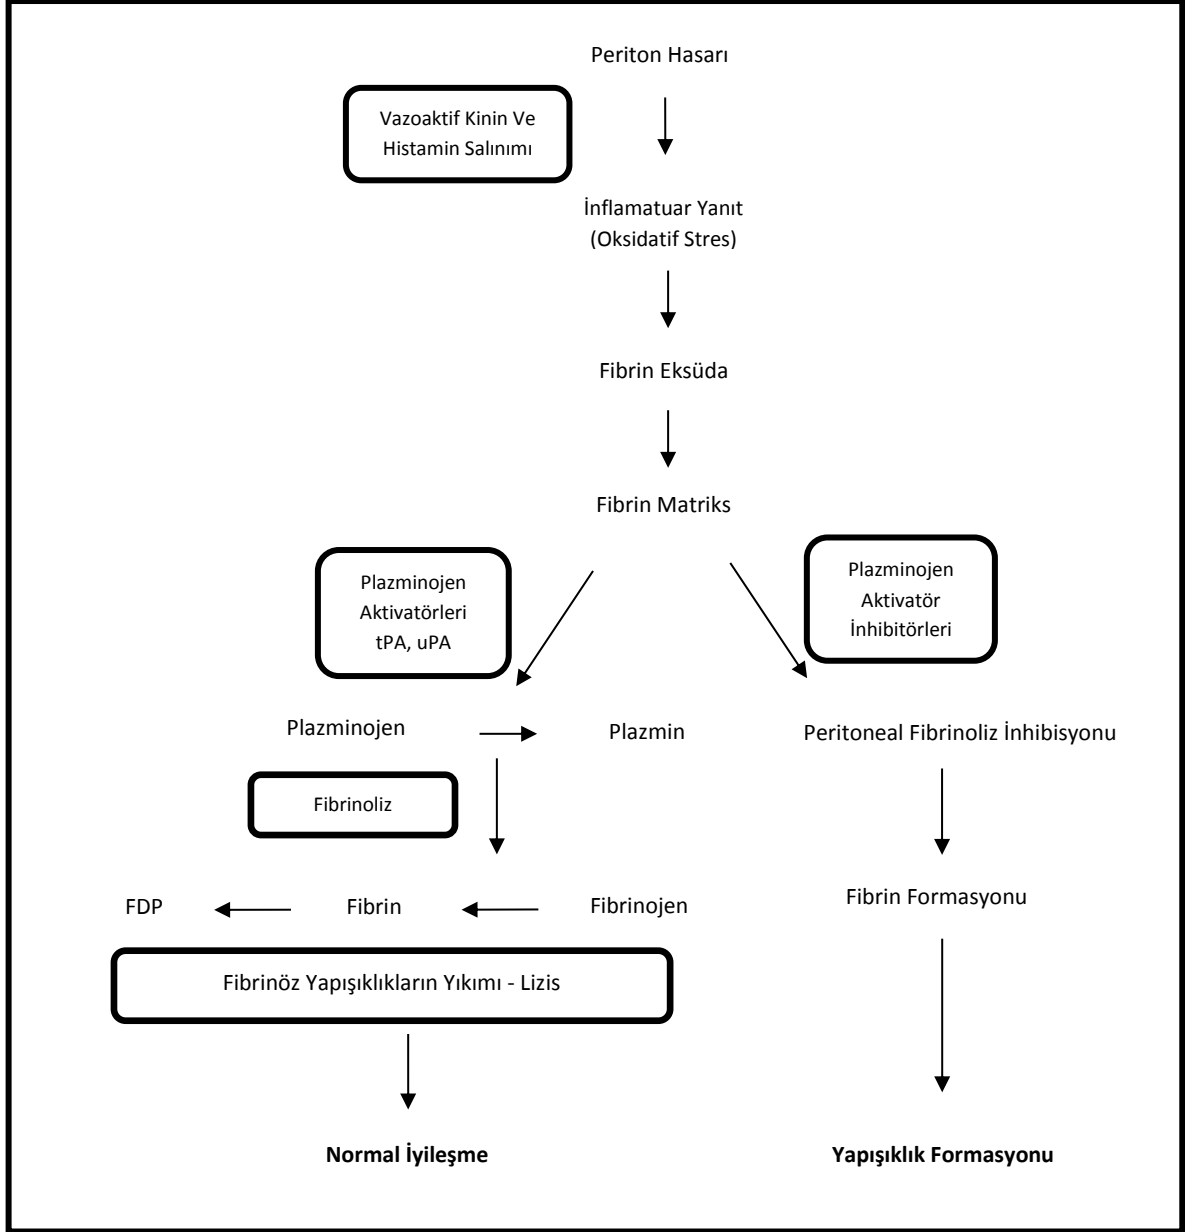 Periton Hasarı
Vazoaktif Kinin Ve
Histamin Salınımı
İnflamatuar Yanıt
(Oksidatif Stres)
Fibrin Eksüda
Fibrin Matriks
Plazminojen
Aktivatörleri
tPA, uPA
Plazminojen
Aktivatör
İnhibitörleri
Plazminojen
Plazmin
Peritoneal Fibrinoliz İnhibisyonu
Fibrinoliz
FDP
Fibrin
Fibrinojen
Fibrin Formasyonu
Fibrinöz Yapışıklıkların Yıkımı - Lizis
Normal İyileşme
Yapışıklık Formasyonu